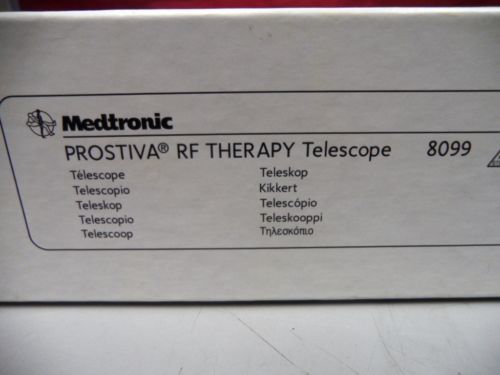 Medtronic
PROSTIVA® RF THERAPY Telescope 8099
Télescope
Telescopio
Teleskop
Telescopio
Telescoop
Teleskop
Kikkert
Telescópio
Teleskooppi
Τηλεσκόπιο